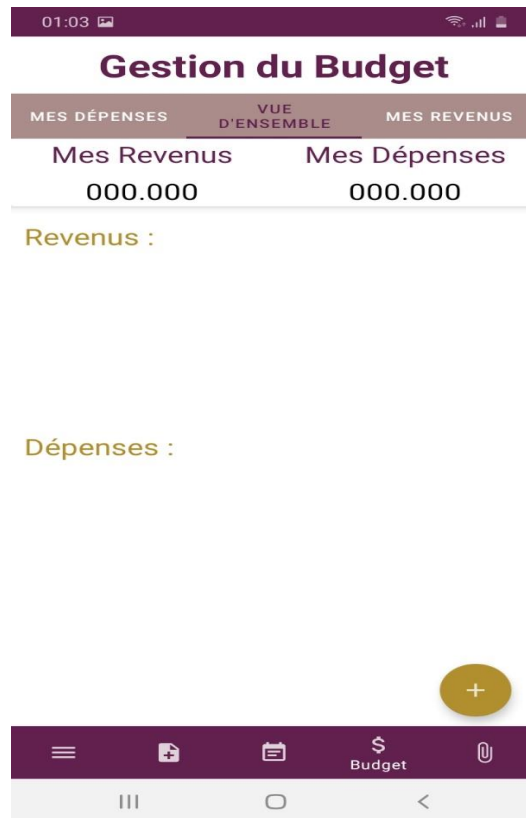 01:03
Gestion du Budget
MES DÉPENSES VUE D'ENSEMBLE MES REVENUS
Mes Revenus Mes Dépenses
000.000 000.000
Revenus :
Dépenses :
+
$
Budget